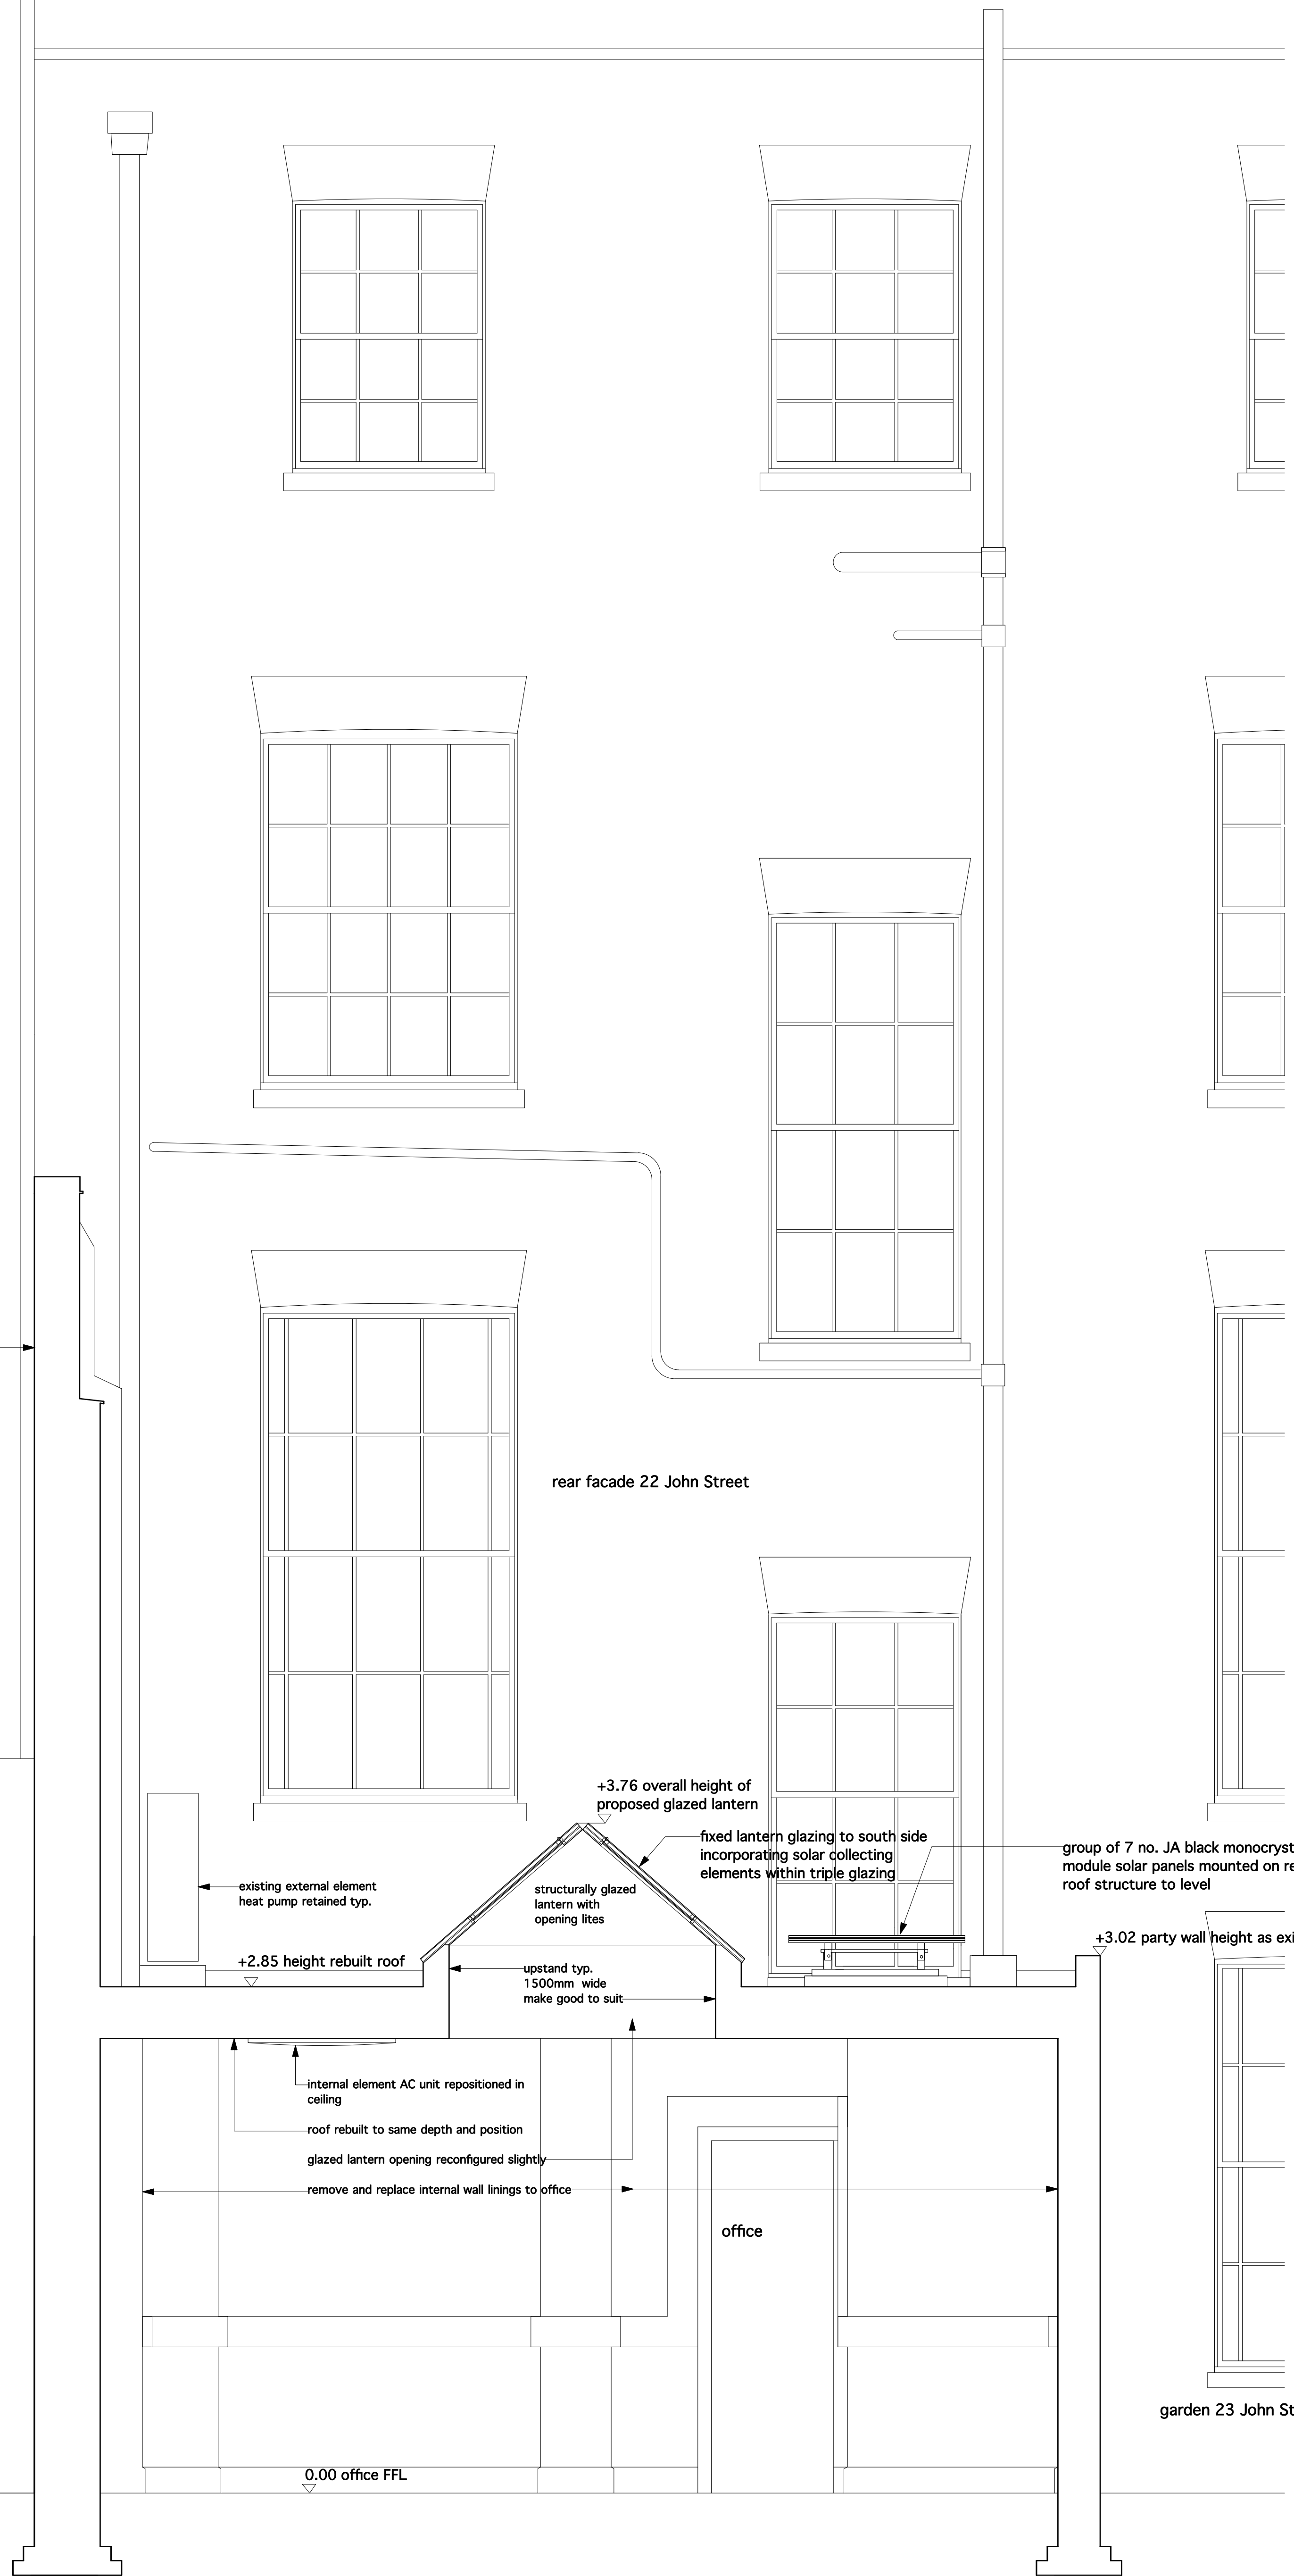 rear facade 22 John Street
+3.76 overall height of
proposed glazed lantern
fixed lantern glazing to south side
incorporating solar collecting
elements within triple glazing
group of 7 no. JA black monocryst
module solar panels mounted on re
roof structure to level
existing external element
heat pump retained typ.
structurally glazed
lantern with
opening lites
+3.02 party wall height as exi
+2.85 height rebuilt roof
upstand typ.
1500mm wide
make good to suit
internal element AC unit repositioned in
ceiling
roof rebuilt to same depth and position
glazed lantern opening reconfigured slightly
remove and replace internal wall linings to office
office
garden 23 John St
0.00 office FFL